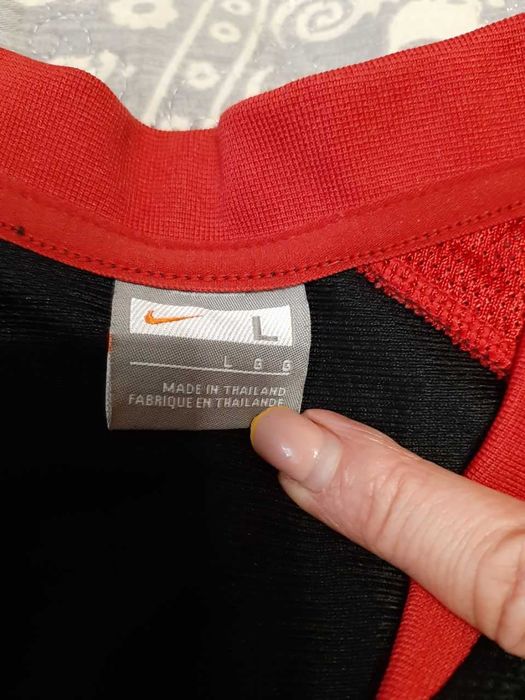 L
L G G
MADE IN THAILAND
FABRIQUE EN THAILANDE